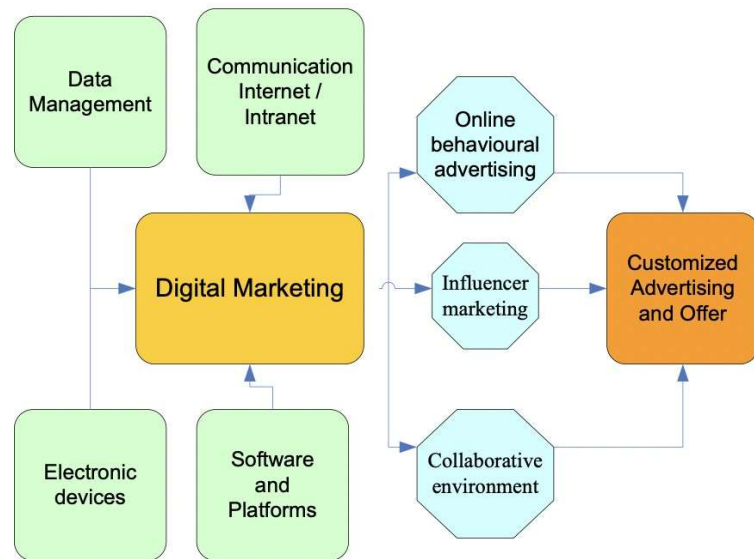 Data
Management
Communication
Internet /
Intranet
Online
behavioural
advertising
Digital Marketing
Influencer
marketing
Customized
Advertising
and Offer
Electronic
devices
Software
and
Platforms
Collaborative
environment